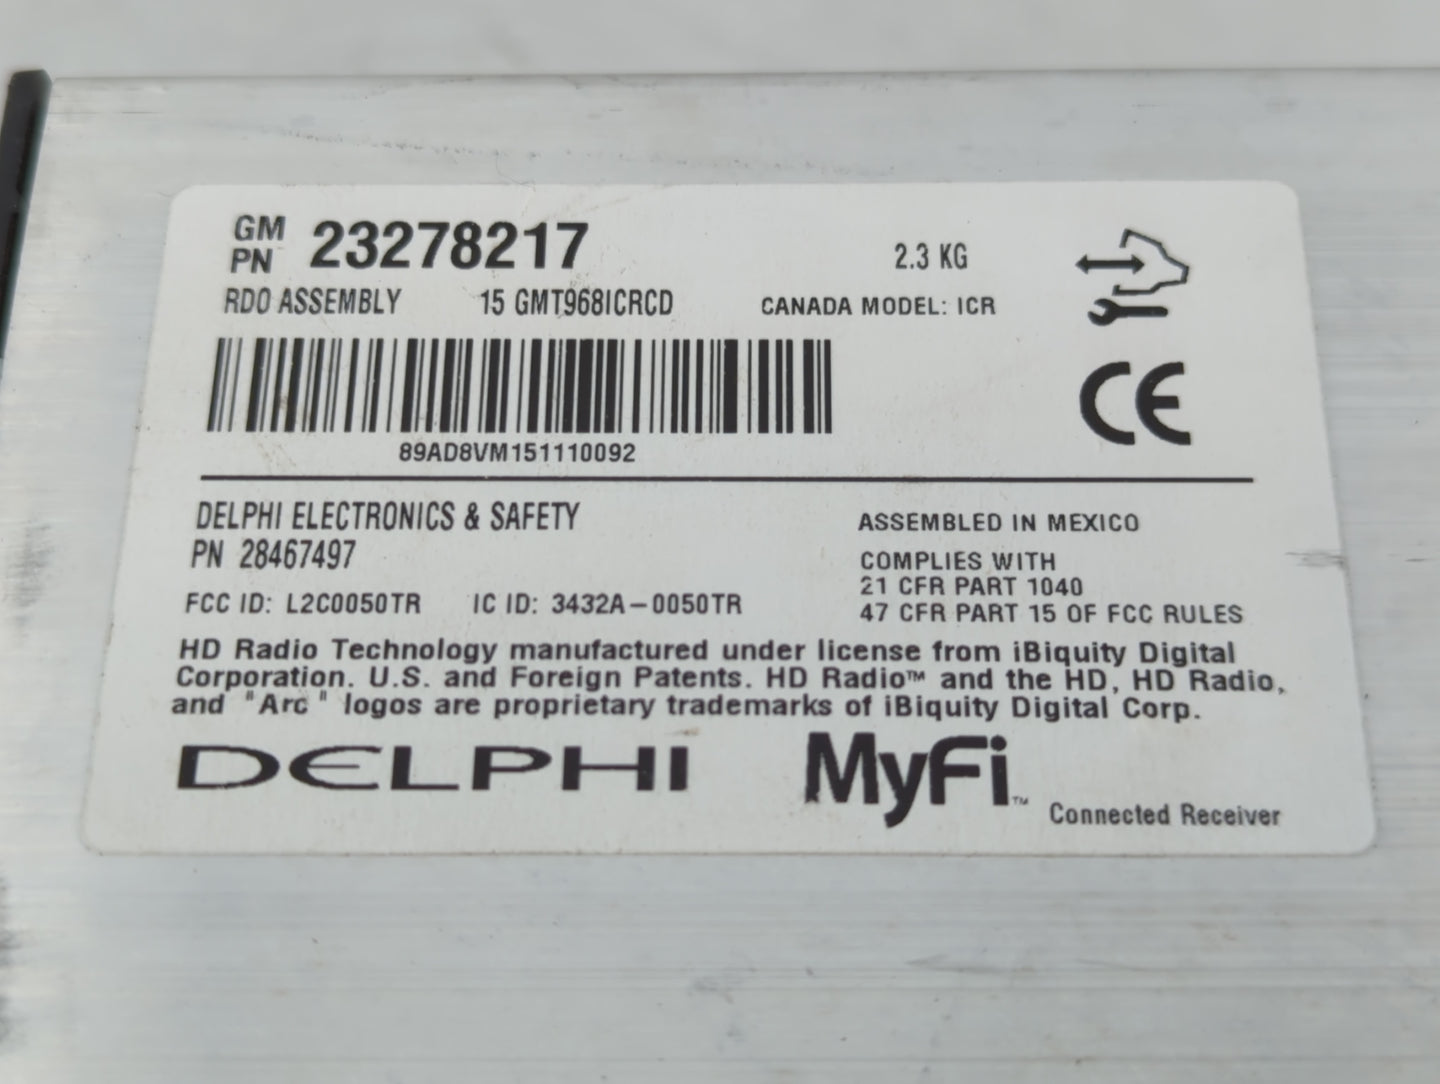 GM PN 23278217 2.3 KG
RDO ASSEMBLY 15 GMT968ICRCD CANADA MODEL: ICR
89AD8VM151110092
CE
DELPHI ELECTRONICS & SAFETY ASSEMBLED IN MEXICO
PN 28467497 COMPLIES WITH
21 CFR PART 1040
FCC ID: L2C0050TR IC ID: 3432A-0050TR 47 CFR PART 15 OF FCC RULES
HD Radio Technology manufactured under license from iBiquity Digital
Corporation. U.S. and Foreign Patents. HD Radio™ and the HD, HD Radio,
and "Arc" logos are proprietary trademarks of iBiquity Digital Corp.
DELPHI MyFi™ Connected Receiver